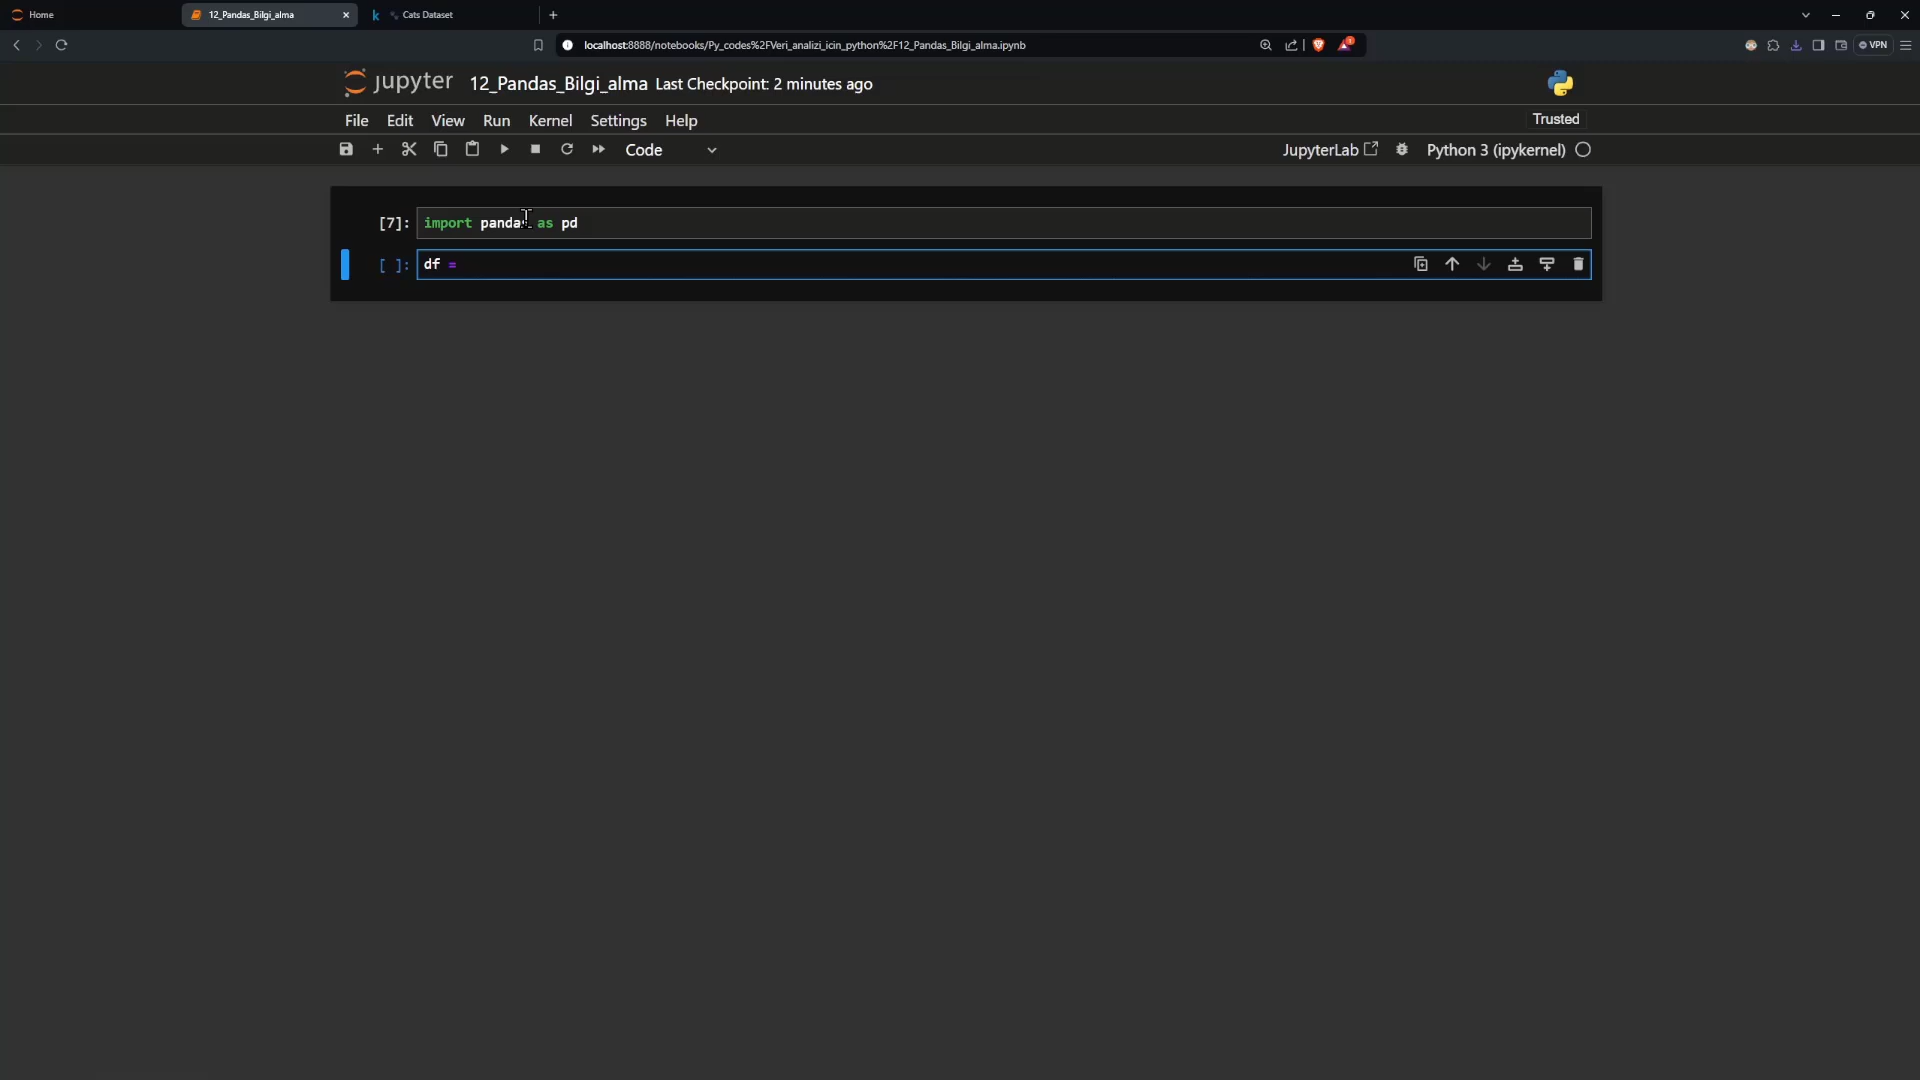 Home
12_Pandas_Bilgi_alma
Cats Dataset
localhost:8888/notebooks/Py_codes%2FVeri_analizi_icin_python%2F12_Pandas_Bilgi_alma.ipynb
VPN
jupyter 12_Pandas_Bilgi_alma Last Checkpoint: 2 minutes ago
File Edit View Run Kernel Settings Help
Trusted
Code
JupyterLab
Python 3 (ipykernel)
[7]: import pandas as pd
[ ]: df =